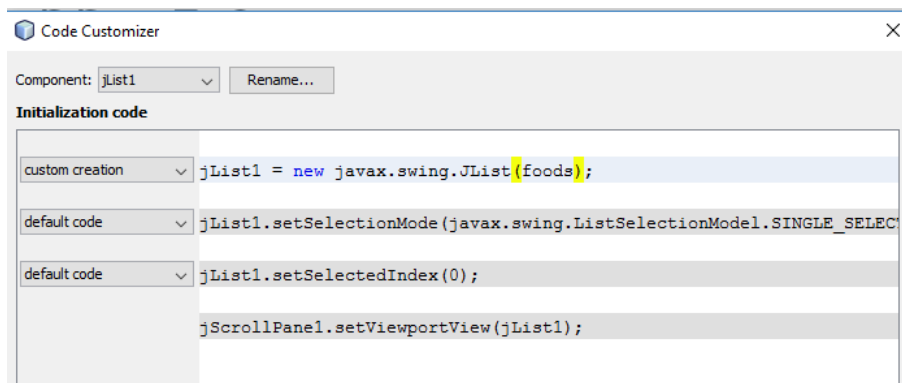 Code Customizer
Component: jList1 Rename...
Initialization code
custom creation jList1 = new javax.swing.JList(foods);
default code jList1.setSelectionMode(javax.swing.ListSelectionModel.SINGLE_SELEC
default code jList1.setSelectedIndex(0);
jScrollPane1.setViewportView(jList1);